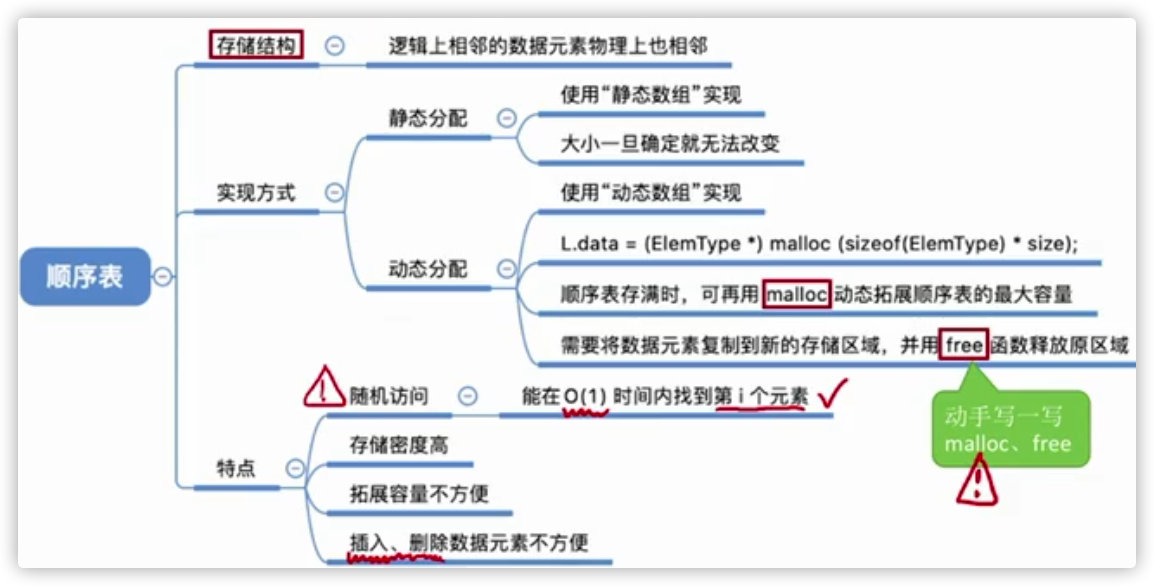 存储结构
逻辑上相邻的数据元素物理上也相邻
使用“静态数组”实现
静态分配
大小一旦确定就无法改变
实现方式
使用“动态数组”实现
L.data = (ElemType *) malloc (sizeof(ElemType) * size);
动态分配
顺序表
顺序表存满时，可再用 malloc 动态拓展顺序表的最大容量
需要将数据元素复制到新的存储区域，并用 free 函数释放原区域
随机访问
能在 O(1) 时间内找到第 i 个元素
动手写一写
malloc、free
存储密度高
特点
拓展容量不方便
插入、删除数据元素不方便